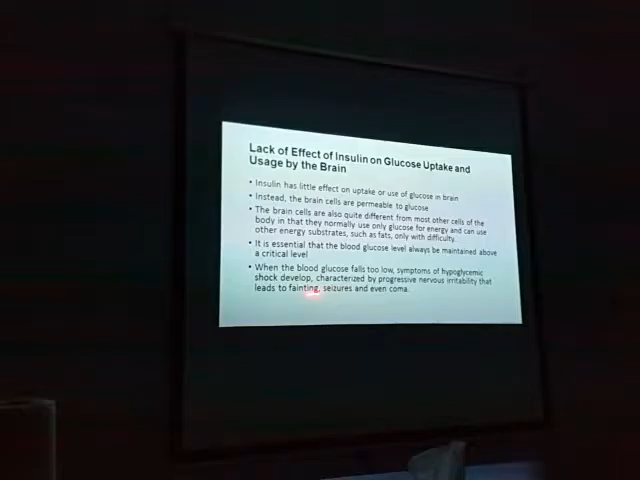 Lack of Effect of Insulin on Glucose Uptake and
Usage by the Brain
• Insulin has little effect on uptake or use of glucose in brain
• Instead, the brain cells are permeable to glucose
• The brain cells are also quite different from most other cells of the
body in that they normally use only glucose for energy and can use
other energy substrates, such as fats, only with difficulty.
• It is essential that the blood glucose level always be maintained above
a critical level
• When the blood glucose falls too low, symptoms of hypoglycemic
shock develop, characterized by progressive nervous irritability that
leads to fainting, seizures and even coma.